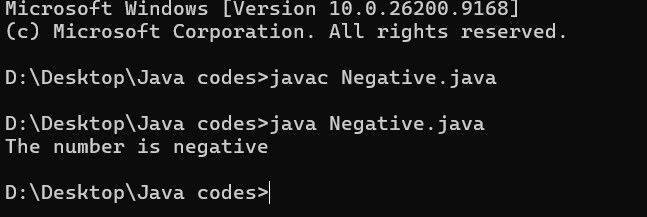 Microsoft Windows [Version 10.0.26200.9168]
(c) Microsoft Corporation. All rights reserved.
D:\Desktop\Java codes>javac Negative.java
D:\Desktop\Java codes>java Negative.java
The number is negative
D:\Desktop\Java codes>